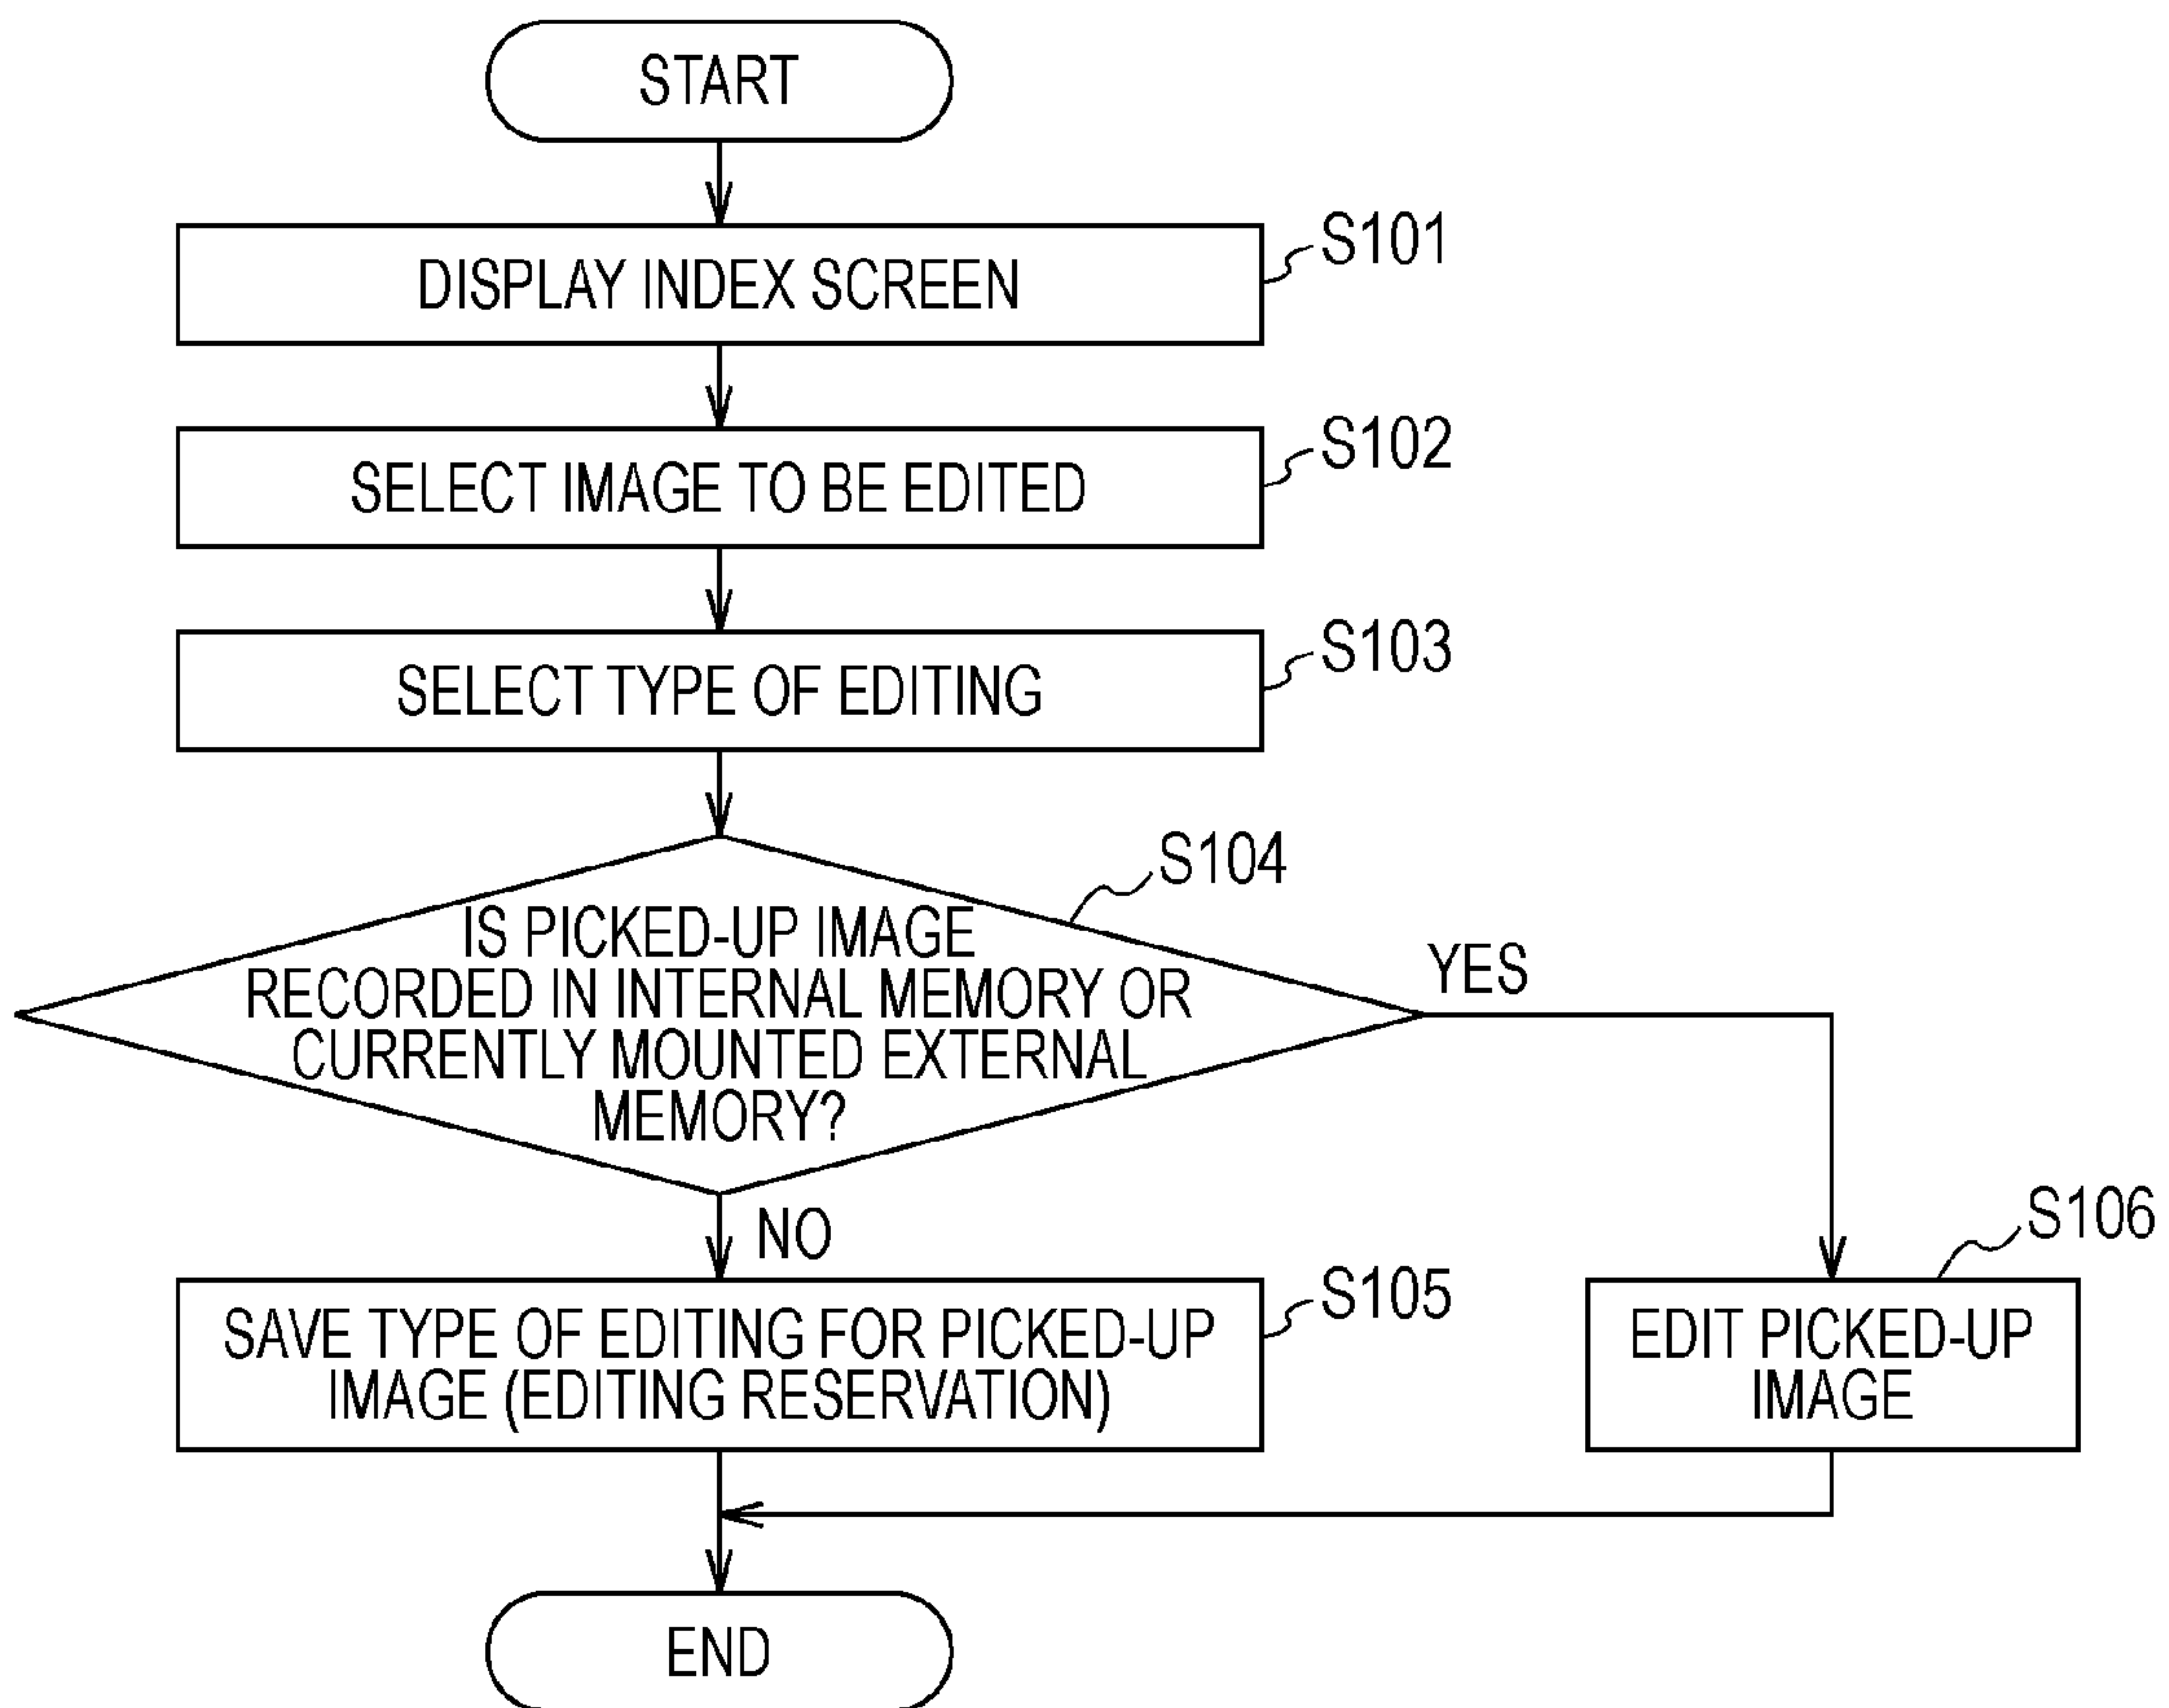 START
DISPLAY INDEX SCREEN
S101
SELECT IMAGE TO BE EDITED
S102
SELECT TYPE OF EDITING
S103
S104
IS PICKED-UP IMAGE
RECORDED IN INTERNAL MEMORY OR
CURRENTLY MOUNTED EXTERNAL
MEMORY?
YES
NO
SAVE TYPE OF EDITING FOR PICKED-UP
IMAGE (EDITING RESERVATION)
S105
S106
EDIT PICKED-UP
IMAGE
END